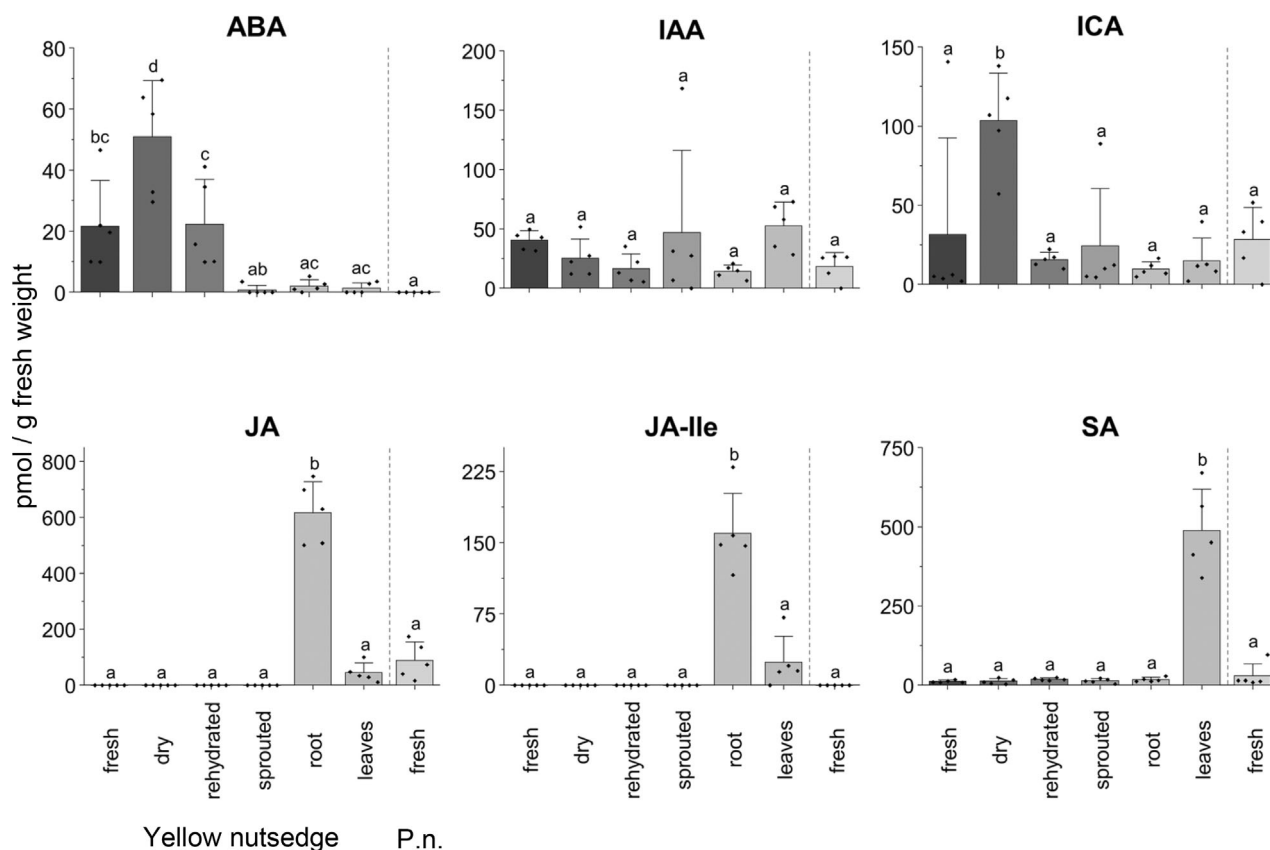 ABA
80
60
40
20
0
bc
d
c
ab
ac
ac
a
IAA
200
150
100
50
0
a
a
a
a
a
a
a
ICA
150
100
50
0
a
b
a
a
a
a
a
pmol / g fresh weight
JA
800
600
400
200
0
a
a
a
a
b
a
a
fresh
dry
rehydrated
sprouted
root
leaves
fresh
JA-Ile
225
150
75
0
a
a
a
a
b
a
a
fresh
dry
rehydrated
sprouted
root
leaves
fresh
SA
750
500
250
0
a
a
a
a
a
b
a
fresh
dry
rehydrated
sprouted
root
leaves
fresh
Yellow nutsedge P.n.